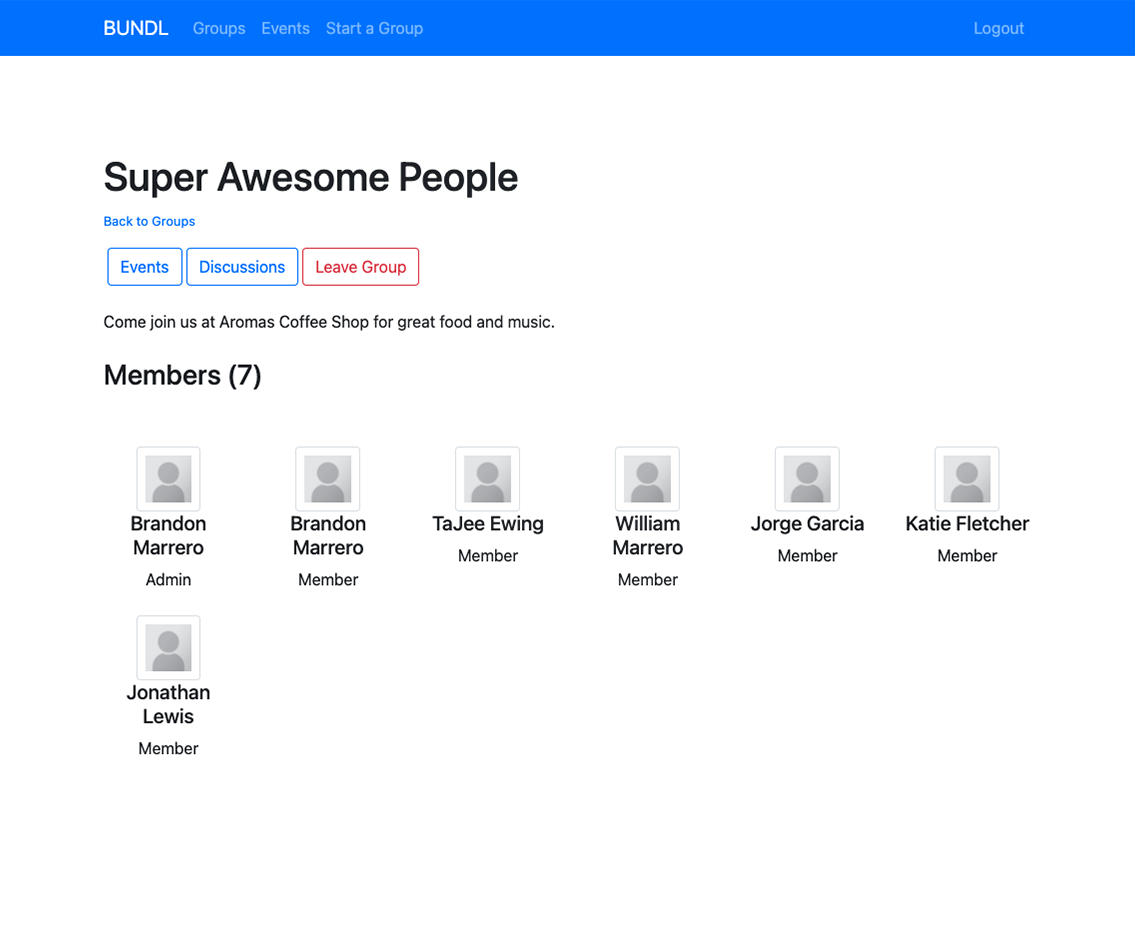 BUNDL Groups Events Start a Group Logout
Super Awesome People
Back to Groups
Events Discussions Leave Group
Come join us at Aromas Coffee Shop for great food and music.
Members (7)
Brandon Marrero
Admin
Brandon Marrero
Member
TaJee Ewing
Member
William Marrero
Member
Jorge Garcia
Member
Katie Fletcher
Member
Jonathan Lewis
Member